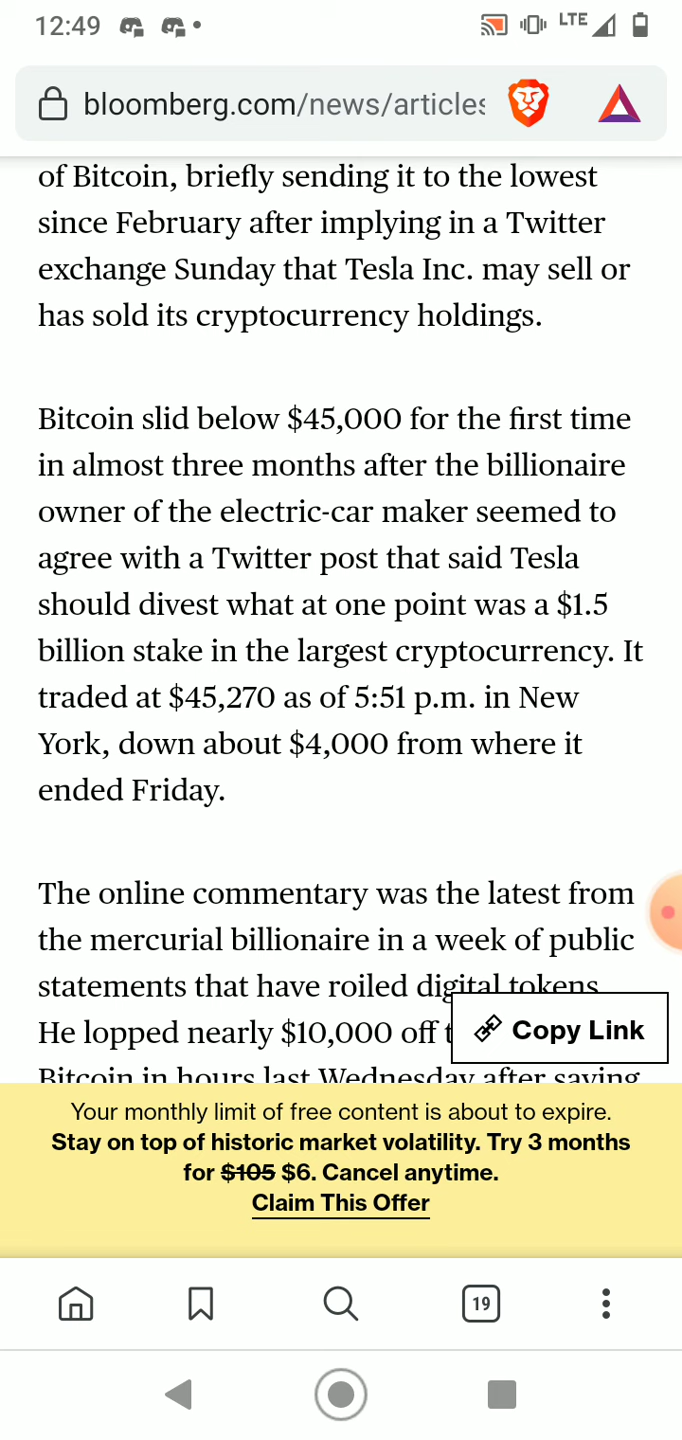 12:49
LTE
bloomberg.com/news/articles
of Bitcoin, briefly sending it to the lowest
since February after implying in a Twitter
exchange Sunday that Tesla Inc. may sell or
has sold its cryptocurrency holdings.
Bitcoin slid below $45,000 for the first time
in almost three months after the billionaire
owner of the electric-car maker seemed to
agree with a Twitter post that said Tesla
should divest what at one point was a $1.5
billion stake in the largest cryptocurrency. It
traded at $45,270 as of 5:51 p.m. in New
York, down about $4,000 from where it
ended Friday.
The online commentary was the latest from
the mercurial billionaire in a week of public
statements that have roiled digital tokens
He lopped nearly $10,000 off
Copy Link
Bitcoin in hours last Wednesday after saying
Your monthly limit of free content is about to expire.
Stay on top of historic market volatility. Try 3 months
for $105 $6. Cancel anytime.
Claim This Offer
19